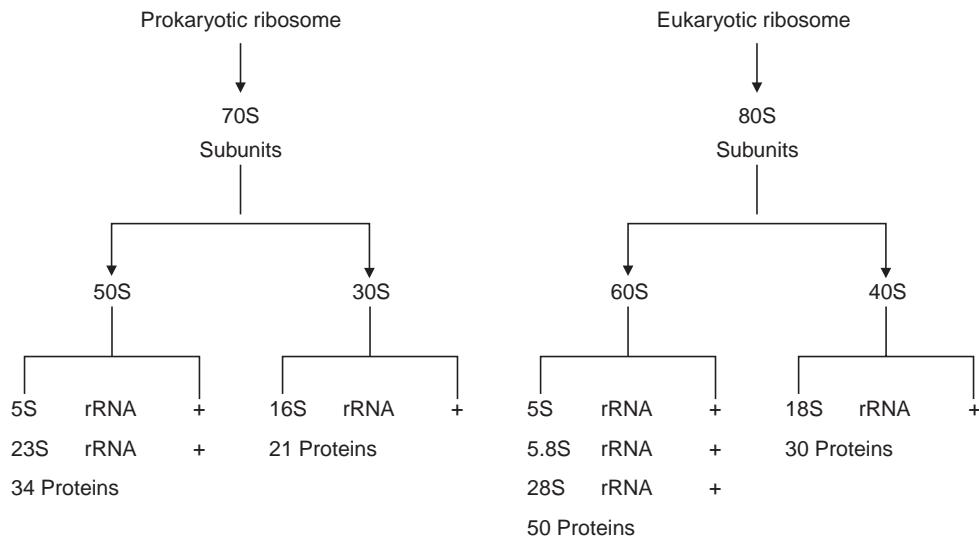 Prokaryotic ribosome
70S
Subunits
50S
30S
5S rRNA +
23S rRNA +
34 Proteins
16S rRNA +
21 Proteins
Eukaryotic ribosome
80S
Subunits
60S
40S
5S rRNA +
5.8S rRNA +
28S rRNA +
50 Proteins
18S rRNA +
30 Proteins